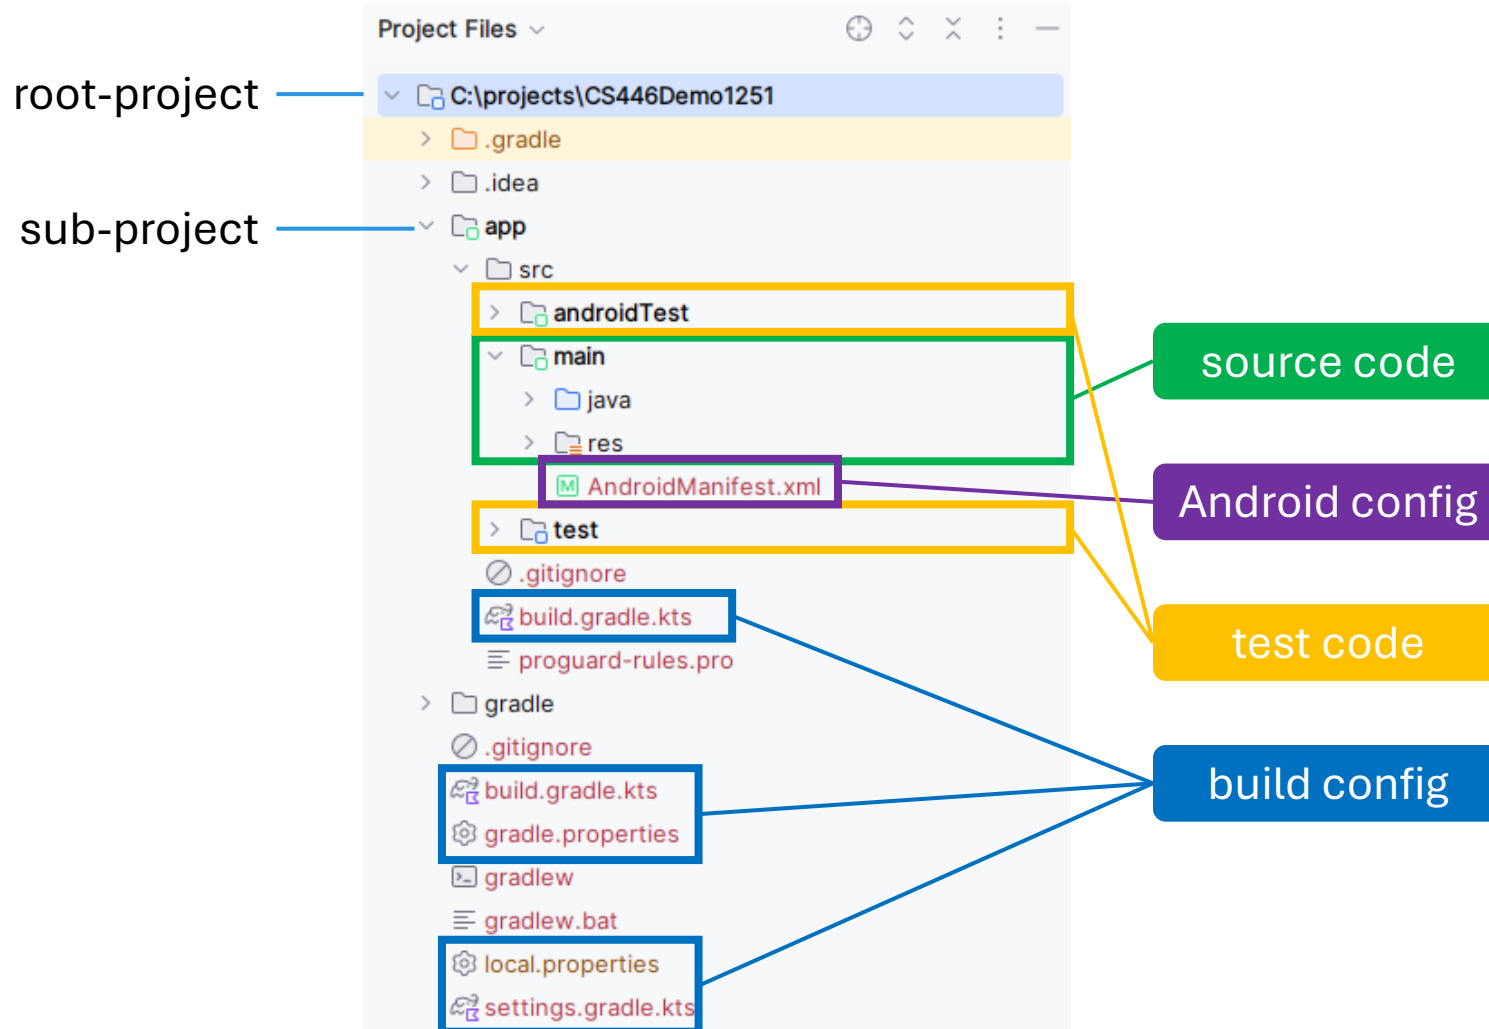 Project Files
root-project
C:\projects\CS446Demo1251
.gradle
.idea
sub-project
app
src
androidTest
main
java
res
M AndroidManifest.xml
test
.gitignore
build.gradle.kts
proguard-rules.pro
gradle
.gitignore
build.gradle.kts
gradle.properties
gradlew
gradlew.bat
local.properties
settings.gradle.kts
source code
Android config
test code
build config